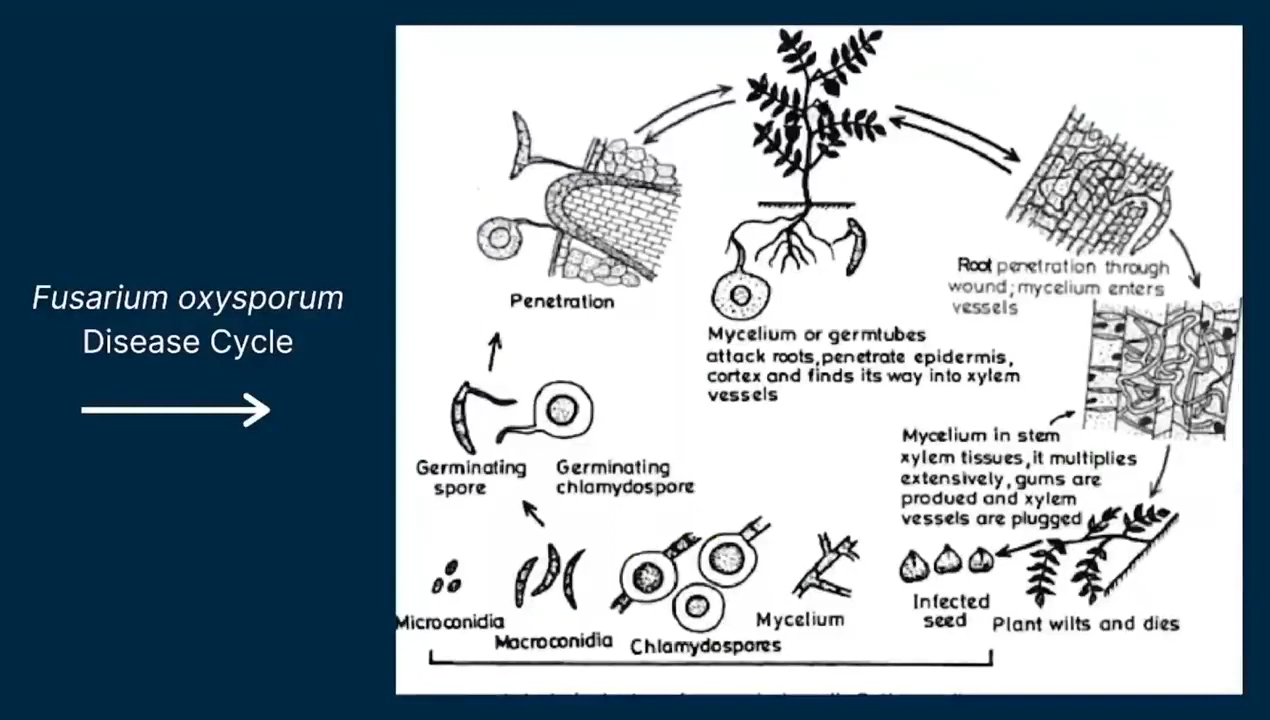 Fusarium oxysporum
Disease Cycle
Penetration
Mycelium or germtubes
attack roots, penetrate epidermis,
cortex and finds its way into xylem
vessels
Root penetration through
wound; mycelium enters
vessels
Mycelium in stem
xylem tissues, it multiplies
extensively, gums are
produed and xylem
vessels are plugged
Germinating
spore
Germinating
chlamydospore
Microconidia
Macroconidia
Chlamydospores
Mycelium
Infected
seed
Plant wilts and dies